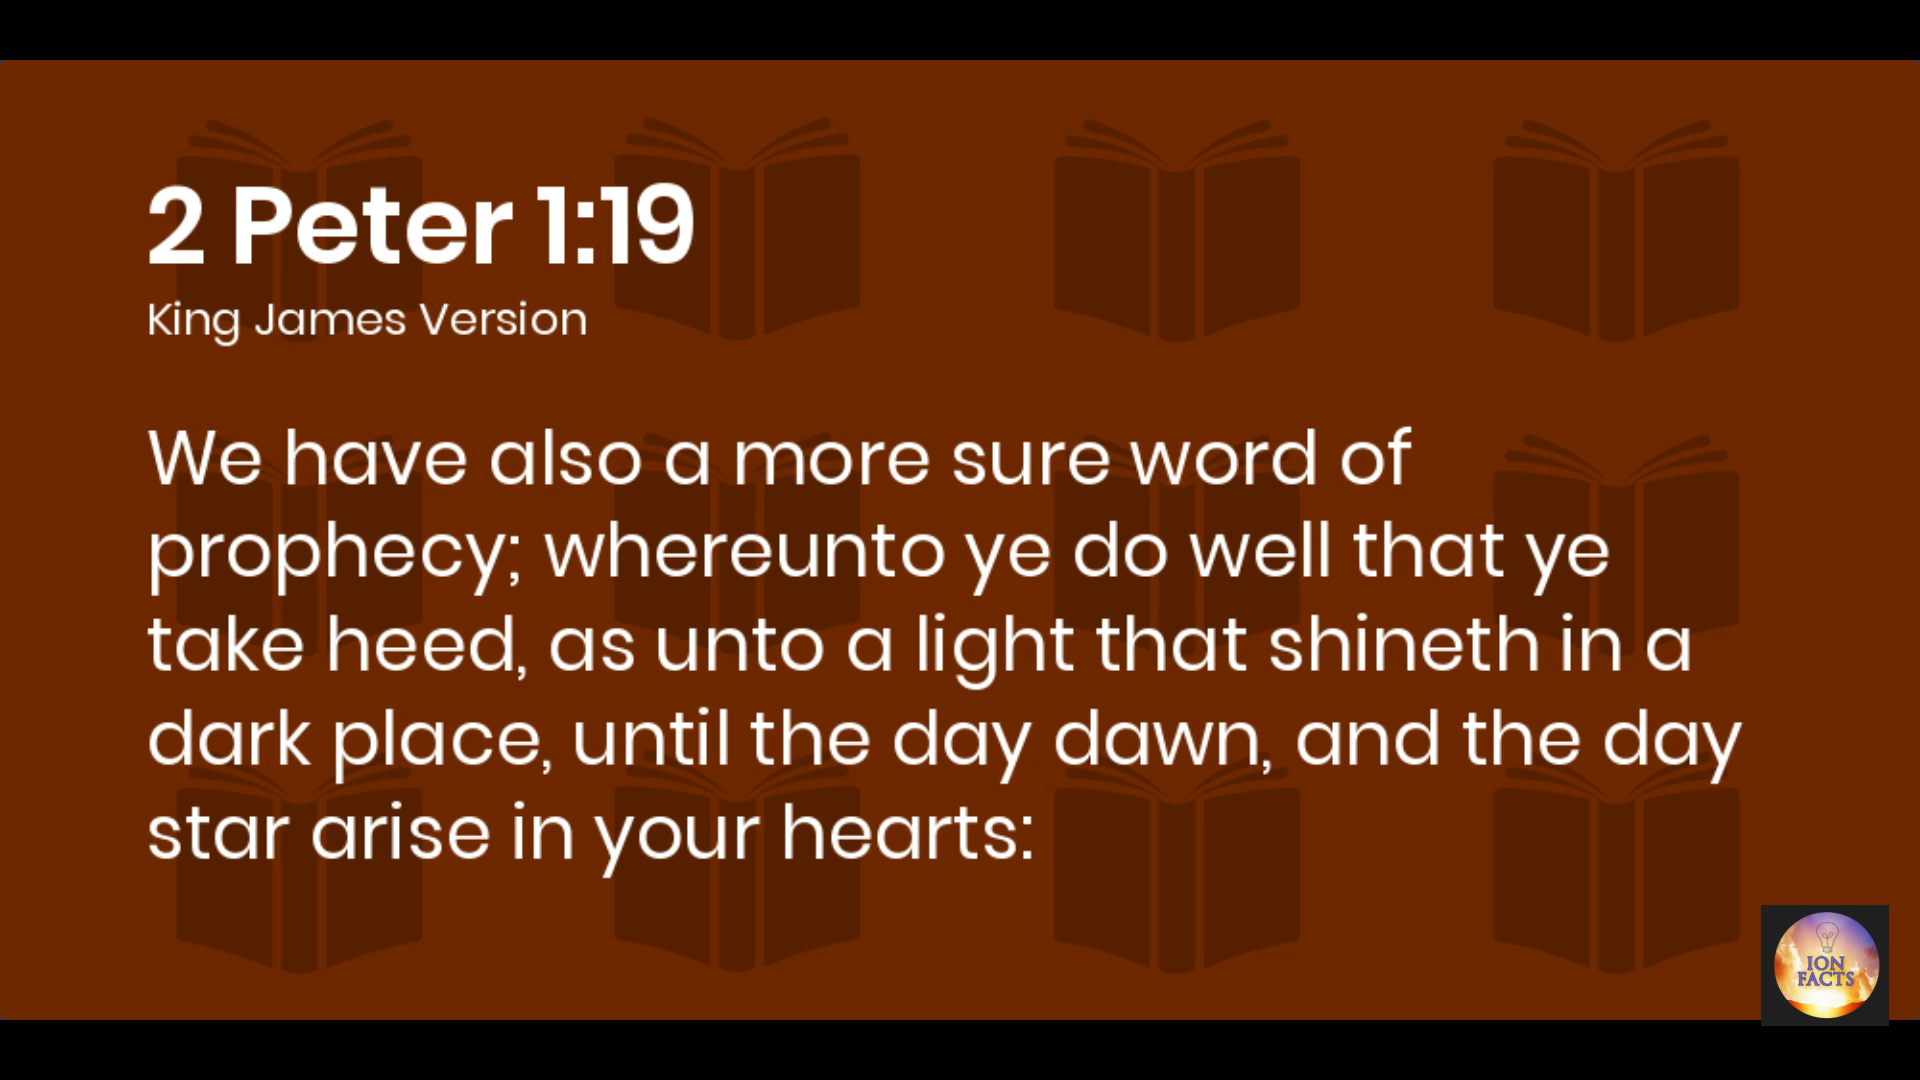 2 Peter 1:19
King James Version
We have also a more sure word of
prophecy; whereunto ye do well that ye
take heed, as unto a light that shineth in a
dark place, until the day dawn, and the day
star arise in your hearts:
ION
FACTS